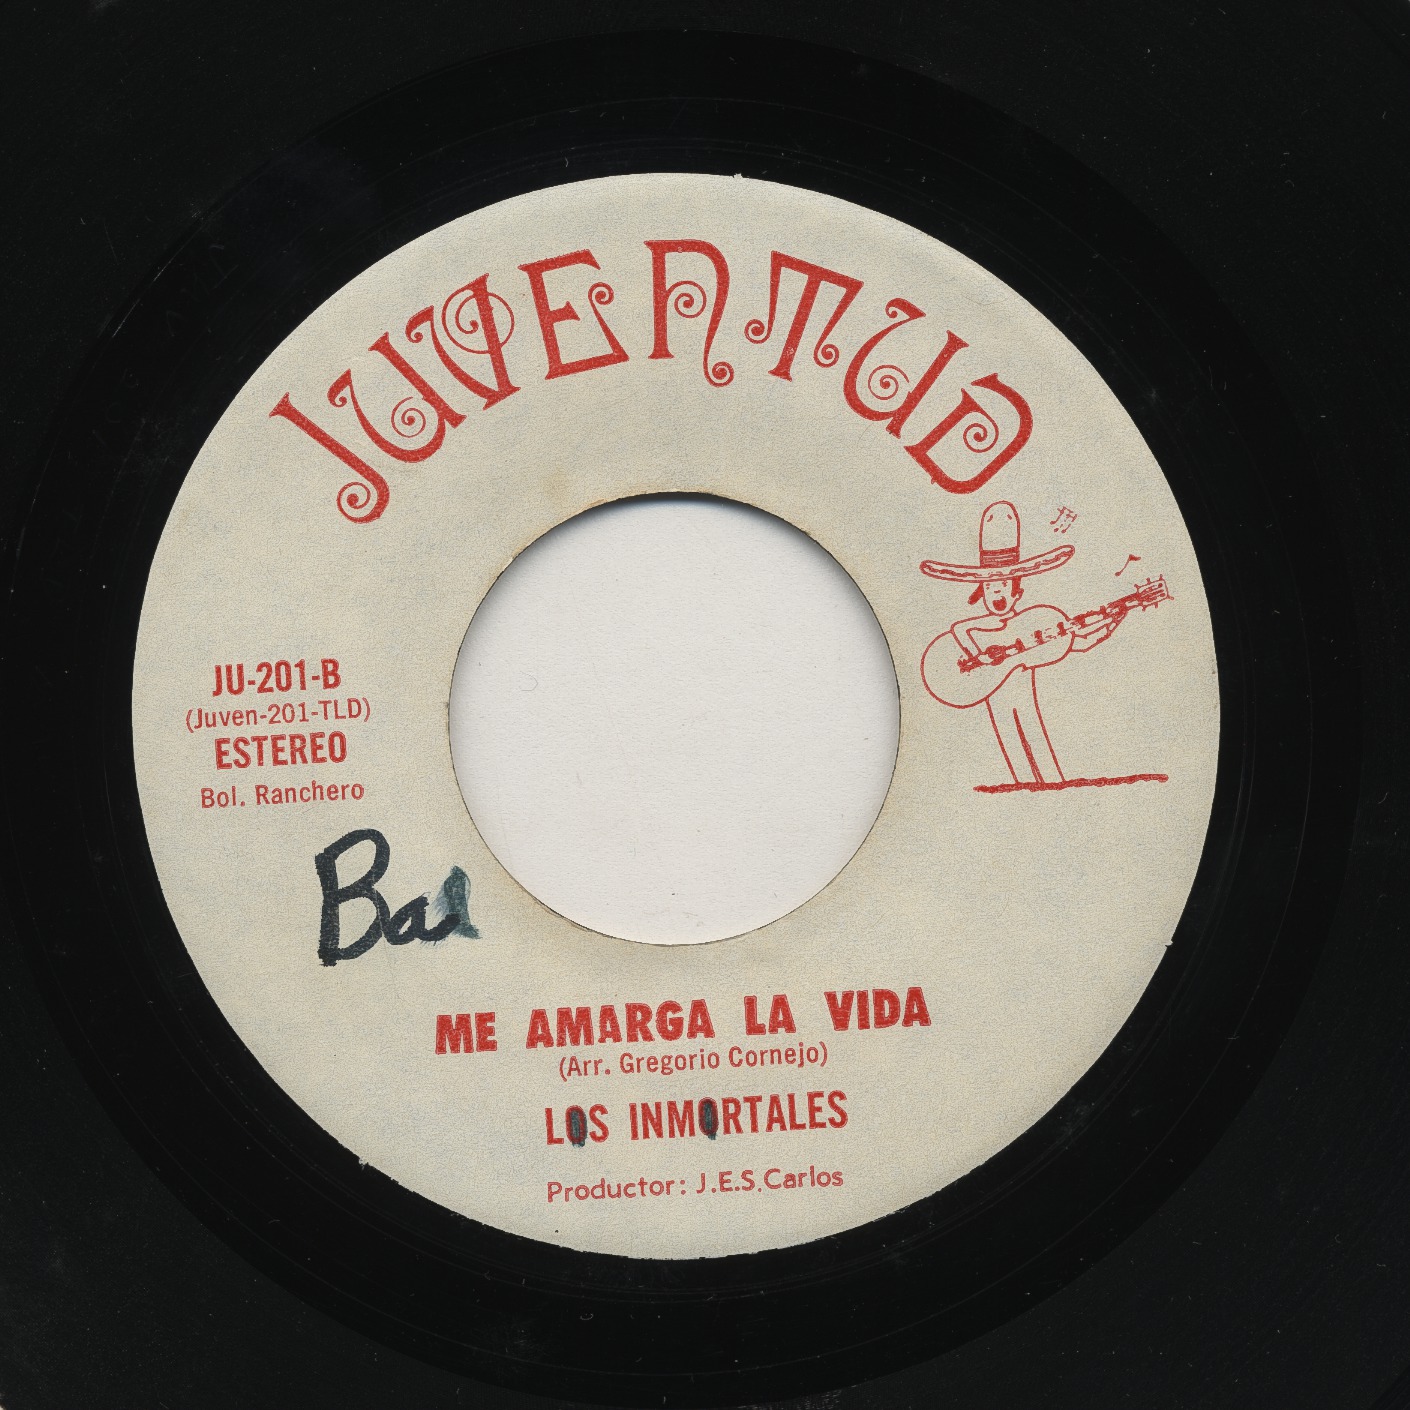 JUVENTUD
JU-201-B
(Juven-201-TLD)
ESTEREO
Bol. Ranchero
Bal
ME AMARGA LA VIDA
(Arr. Gregorio Cornejo)
LOS INMORTALES
Productor: J.E.S.Carlos